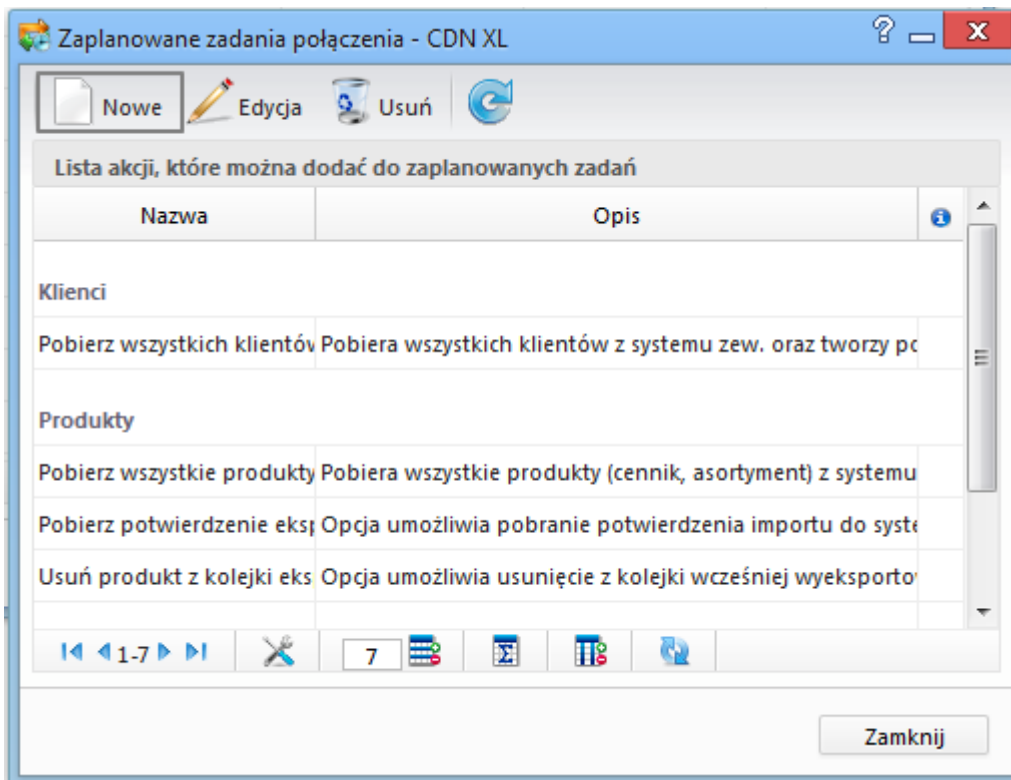 Zaplanowane zadania połączenia - CDN XL
Nowe Edycja Usuń
Lista akcji, które można dodać do zaplanowanych zadań
Nazwa Opis
Klienci
Pobierz wszystkich klientów Pobiera wszystkich klientów z systemu zew. oraz tworzy po
Produkty
Pobierz wszystkie produkty Pobiera wszystkie produkty (cennik, asortyment) z systemu
Pobierz potwierdzenie eksp Opcja umożliwia pobranie potwierdzenia importu do syste
Usuń produkt z kolejki eks Opcja umożliwia usunięcie z kolejki wcześniej wyeksporto
1-7 7
Zamknij